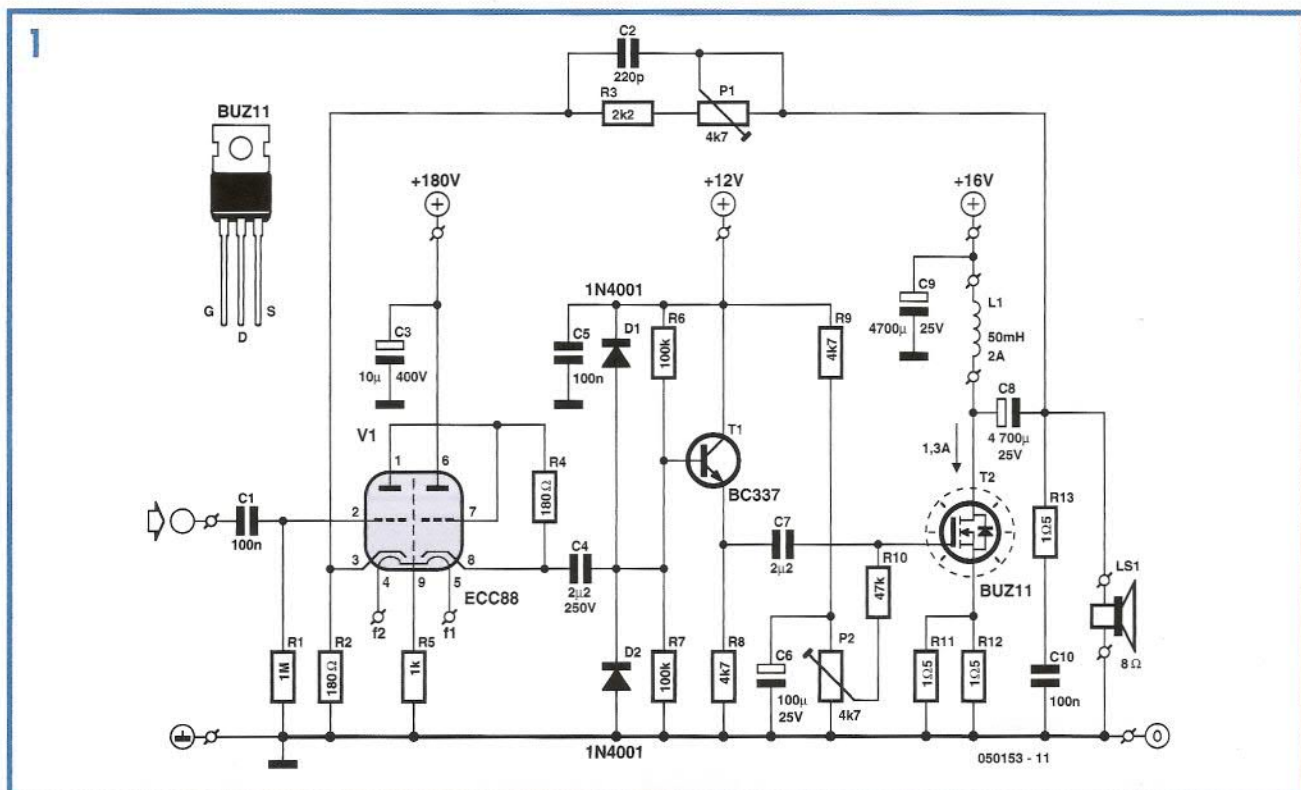 1
BUZ11
G
D
S
C2
220p
R3
2k2
P1
4k7
+180V
+12V
+16V
C3
10µ
400V
1N4001
C5
100n
D1
R6
100k
R9
4k7
C9
4700µ
25V
L1
50mH
2A
C8
4 700µ
25V
1,3A
V1
1
6
R4
180Ω
T1
BC337
T2
BUZ11
R13
1Ω5
C1
100n
2
7
3
8
4
9
5
ECC88
f2
f1
C4
2µ2
250V
C7
2µ2
R10
47k
LS1
8Ω
R1
1M
R2
180Ω
R5
1k
D2
R7
100k
R8
4k7
C6
100µ
25V
P2
4k7
R11
1Ω5
R12
1Ω5
C10
100n
1N4001
050153 - 11
0